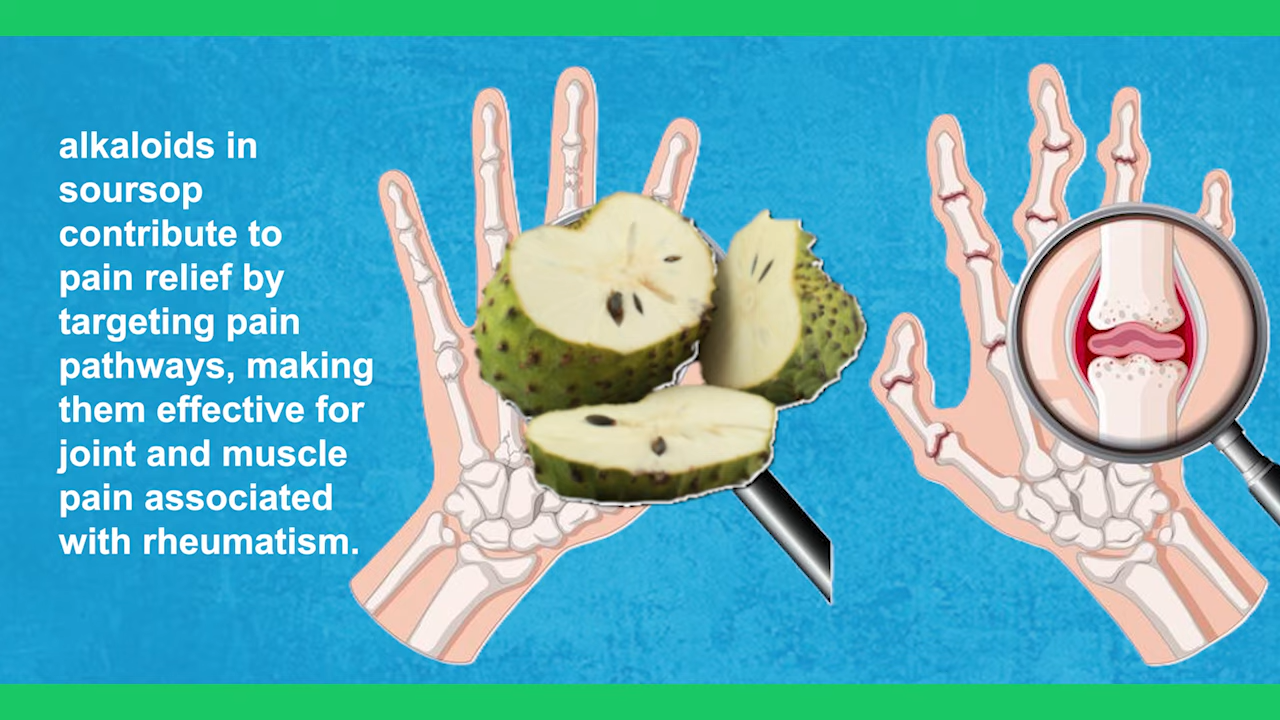 alkaloids in
soursop
contribute to
pain relief by
targeting pain
pathways, making
them effective for
joint and muscle
pain associated
with rheumatism.